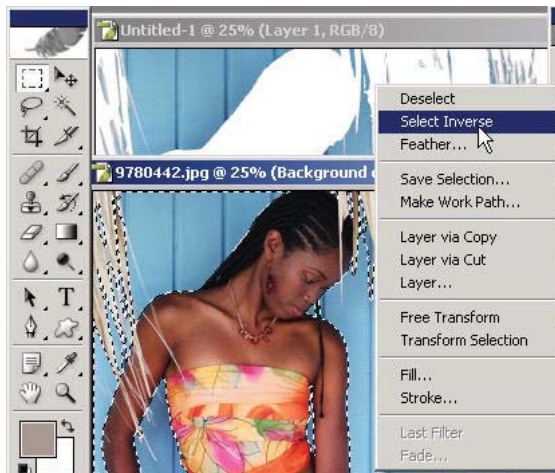 Untitled-1 @ 25% (Layer 1, RGB/8)
9780442.jpg @ 25% (Background
Deselect
Select Inverse
Feather...
Save Selection...
Make Work Path...
Layer via Copy
Layer via Cut
Layer...
Free Transform
Transform Selection
Fill...
Stroke...
Last Filter
Fade...